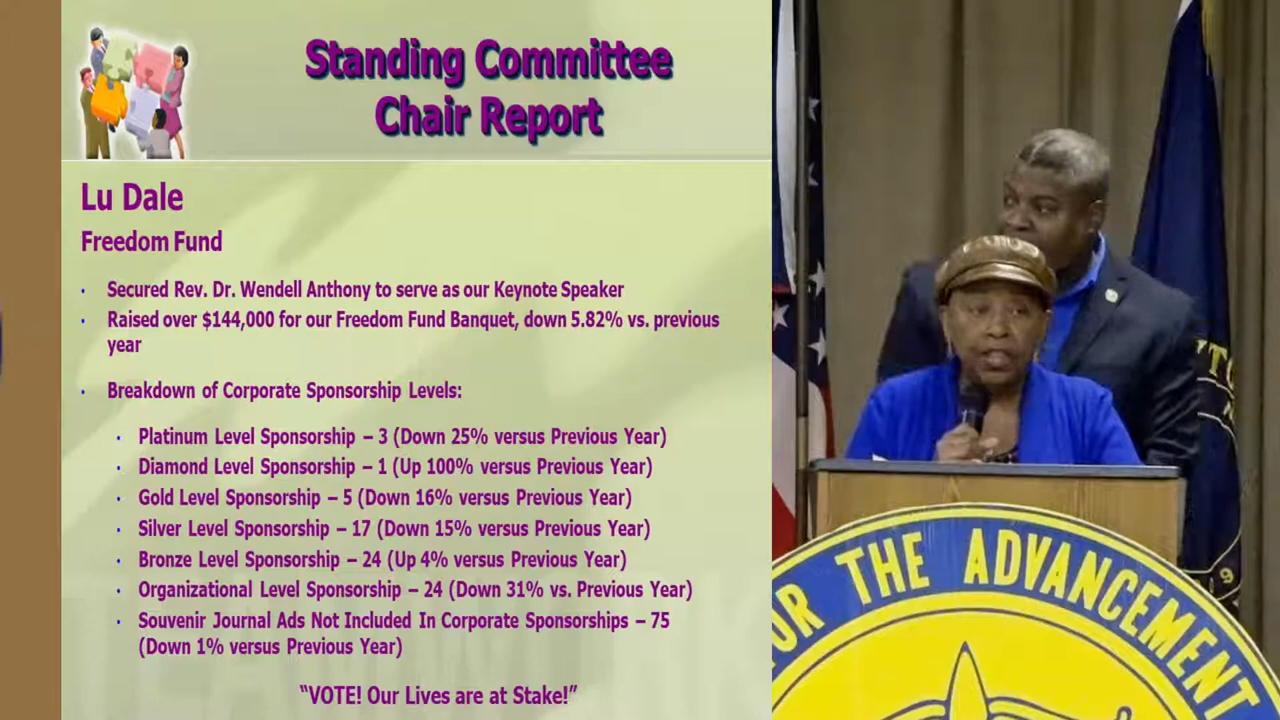 Standing Committee
Chair Report
Lu Dale
Freedom Fund
• Secured Rev. Dr. Wendell Anthony to serve as our Keynote Speaker
• Raised over $144,000 for our Freedom Fund Banquet, down 5.82% vs. previous
year
• Breakdown of Corporate Sponsorship Levels:
• Platinum Level Sponsorship – 3 (Down 25% versus Previous Year)
• Diamond Level Sponsorship – 1 (Up 100% versus Previous Year)
• Gold Level Sponsorship – 5 (Down 16% versus Previous Year)
• Silver Level Sponsorship – 17 (Down 15% versus Previous Year)
• Bronze Level Sponsorship – 24 (Up 4% versus Previous Year)
• Organizational Level Sponsorship – 24 (Down 31% vs. Previous Year)
• Souvenir Journal Ads Not Included In Corporate Sponsorships – 75
(Down 1% versus Previous Year)
“VOTE! Our Lives are at Stake!”
FOR THE ADVANCEMENT